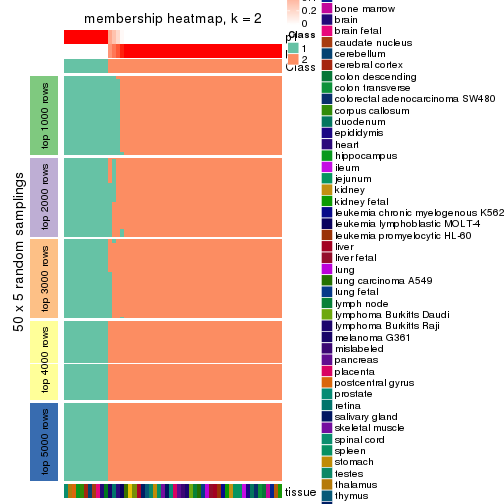 membership heatmap, k = 2
0.2
0
Class
1
2
Class
50 x 5 random samplings
top 1000 rows
top 2000 rows
top 3000 rows
top 4000 rows
top 5000 rows
tissue
bone marrow
brain
brain fetal
caudate nucleus
cerebellum
cerebral cortex
colon descending
colon transverse
colorectal adenocarcinoma SW480
corpus callosum
duodenum
epididymis
heart
hippocampus
ileum
jejunum
kidney
kidney fetal
leukemia chronic myelogenous K562
leukemia lymphoblastic MOLT-4
leukemia promyelocytic HL-60
liver
liver fetal
lung
lung carcinoma A549
lung fetal
lymph node
lymphoma Burkitts Daudi
lymphoma Burkitts Raji
melanoma G361
mislabeled
pancreas
placenta
postcentral gyrus
prostate
retina
salivary gland
skeletal muscle
spinal cord
spleen
stomach
testes
thalamus
thymus